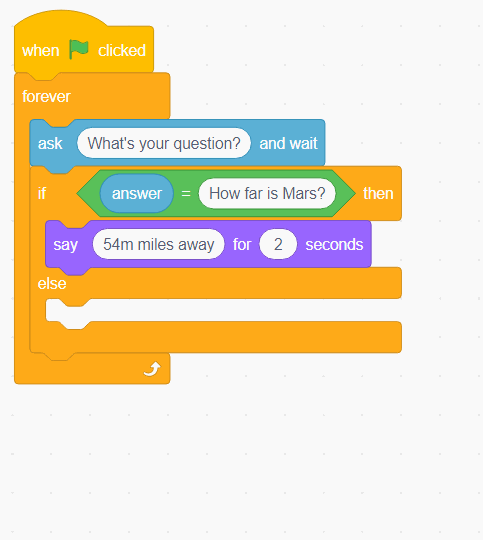 when clicked
forever
ask What's your question? and wait
if answer = How far is Mars? then
say 54m miles away for 2 seconds
else